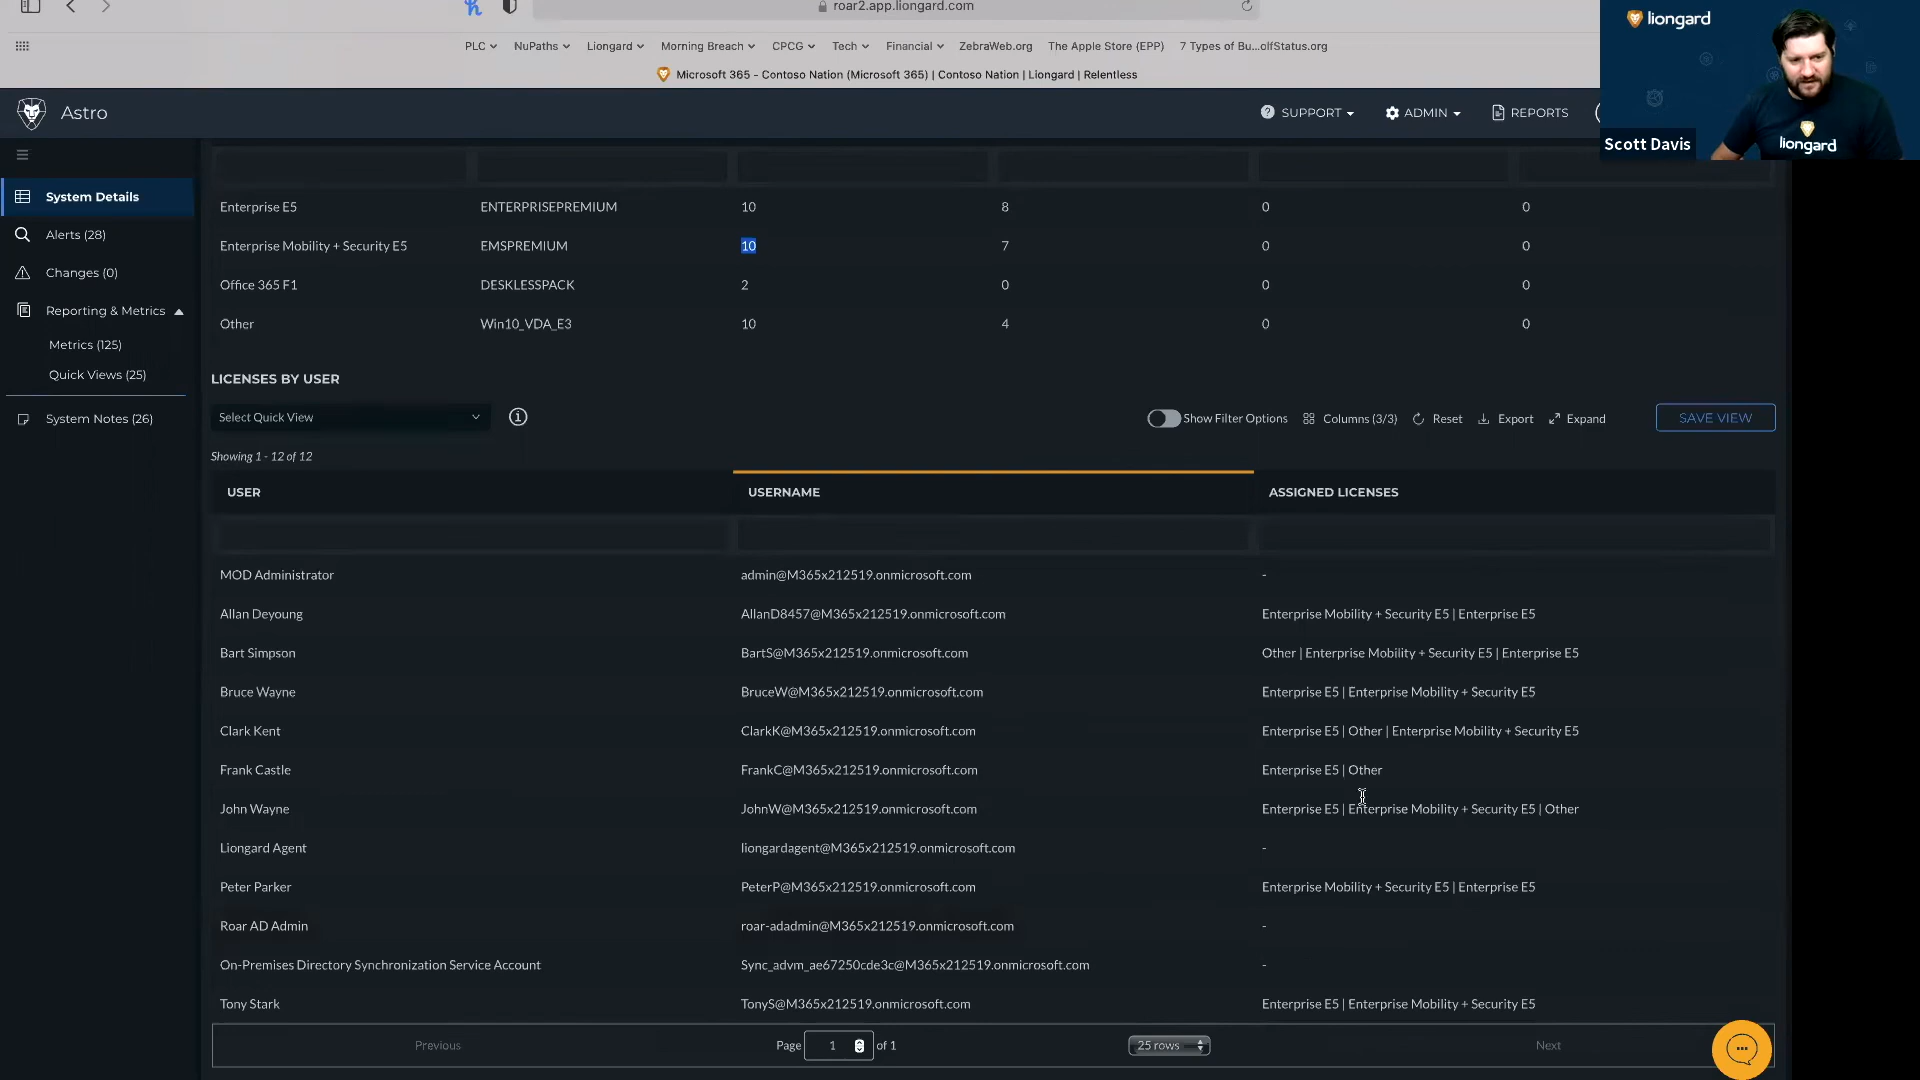 roar2.app.liongard.com
liongard
PLC NuPaths Liongard Morning Breach CPCG Tech Financial ZebraWeb.org The Apple Store (EPP) 7 Types of Bu...olfStatus.org
Microsoft 365 - Contoso Nation (Microsoft 365) | Contoso Nation | Liongard | Relentless
Astro SUPPORT ADMIN REPORTS
Scott Davis
liongard
System Details
Alerts (28)
Changes (0)
Reporting & Metrics
Metrics (125)
Quick Views (25)
System Notes (26)
Enterprise E5 ENTERPRISEPREMIUM 10 8 0 0
Enterprise Mobility + Security E5 EMSPREMIUM 10 7 0 0
Office 365 F1 DESKLESSPACK 2 0 0 0
Other Win10_VDA_E3 10 4 0 0
LICENSES BY USER
Select Quick View Show Filter Options Columns (3/3) Reset Export Expand SAVE VIEW
Showing 1 - 12 of 12
USER USERNAME ASSIGNED LICENSES
MOD Administrator admin@M365x212519.onmicrosoft.com -
Allan Deyoung AllanD8457@M365x212519.onmicrosoft.com Enterprise Mobility + Security E5 | Enterprise E5
Bart Simpson BartS@M365x212519.onmicrosoft.com Other | Enterprise Mobility + Security E5 | Enterprise E5
Bruce Wayne BruceW@M365x212519.onmicrosoft.com Enterprise E5 | Enterprise Mobility + Security E5
Clark Kent ClarkK@M365x212519.onmicrosoft.com Enterprise E5 | Other | Enterprise Mobility + Security E5
Frank Castle FrankC@M365x212519.onmicrosoft.com Enterprise E5 | Other
John Wayne JohnW@M365x212519.onmicrosoft.com Enterprise E5 | Enterprise Mobility + Security E5 | Other
Liongard Agent liongardagent@M365x212519.onmicrosoft.com -
Peter Parker PeterP@M365x212519.onmicrosoft.com Enterprise Mobility + Security E5 | Enterprise E5
Roar AD Admin roar-adadmin@M365x212519.onmicrosoft.com -
On-Premises Directory Synchronization Service Account Sync_advm_ae67250cde3c@M365x212519.onmicrosoft.com -
Tony Stark TonyS@M365x212519.onmicrosoft.com Enterprise E5 | Enterprise Mobility + Security E5
Previous Page 1 of 1 25 rows Next